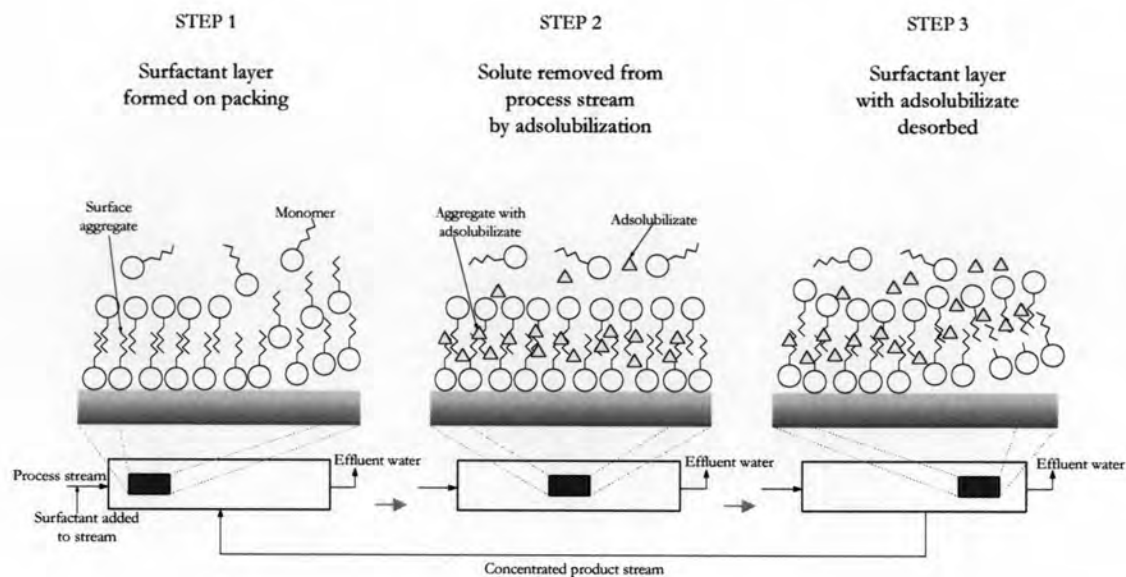 STEP 1
Surfactant layer
formed on packing
STEP 2
Solute removed from
process stream
by adsolubilization
STEP 3
Surfactant layer
with adsolubilizate
desorbed
Surface
aggregate
Monomer
Aggregate with
adsolubilizate
Adsolubilizate
Process stream
Surfactant added
to stream
Effluent water
Effluent water
Effluent water
Concentrated product stream